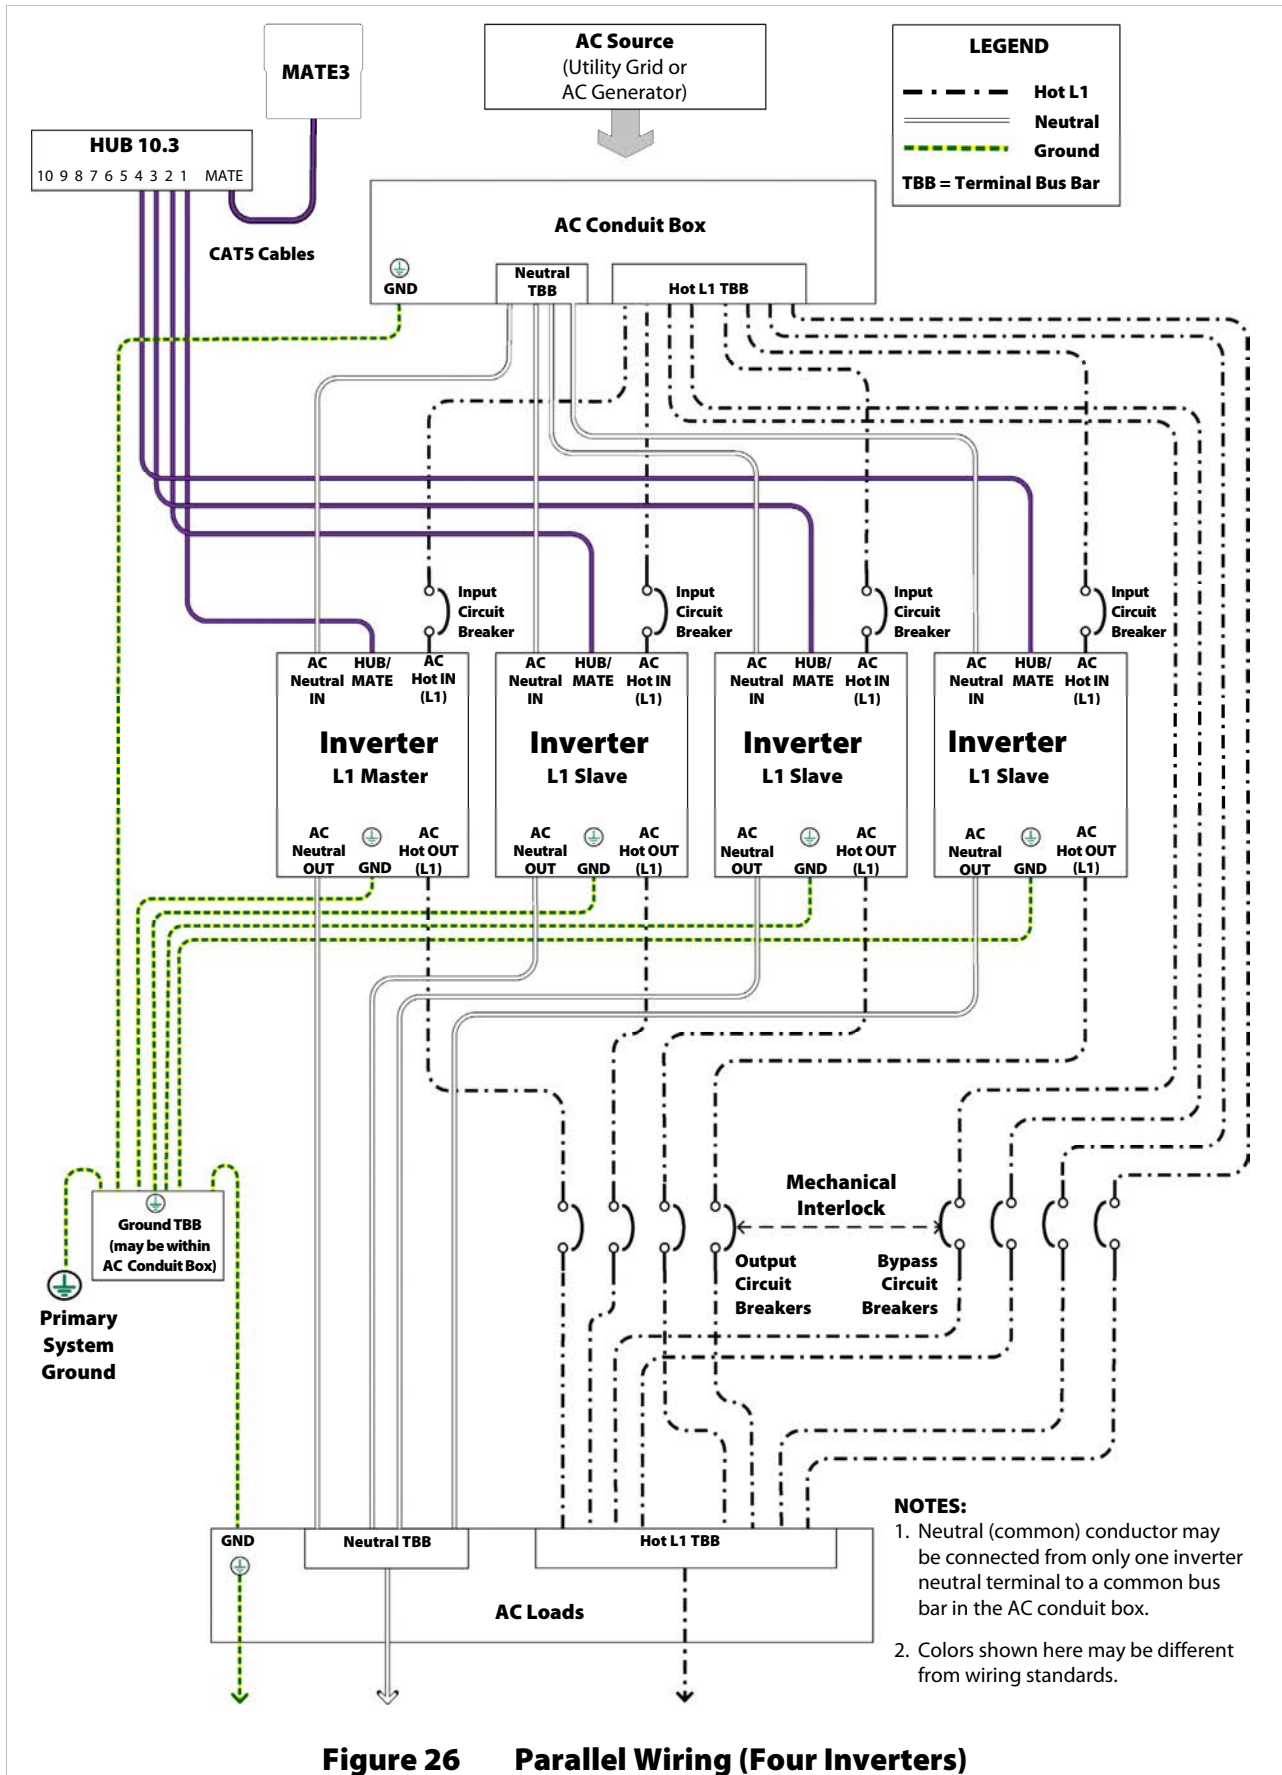 MATE3
AC Source
(Utility Grid or
AC Generator)
LEGEND
Hot L1
Neutral
Ground
TBB = Terminal Bus Bar
HUB 10.3
10 9 8 7 6 5 4 3 2 1 MATE
CAT5 Cables
AC Conduit Box
GND
Neutral
TBB
Hot L1 TBB
Input
Circuit
Breaker
Input
Circuit
Breaker
Input
Circuit
Breaker
Input
Circuit
Breaker
AC
Neutral
IN
HUB/
MATE
AC
Hot IN
(L1)
Inverter
L1 Master
AC
Neutral
OUT
GND
AC
Hot OUT
(L1)
AC
Neutral
IN
HUB/
MATE
AC
Hot IN
(L1)
Inverter
L1 Slave
AC
Neutral
OUT
GND
AC
Hot OUT
(L1)
AC
Neutral
IN
HUB/
MATE
AC
Hot IN
(L1)
Inverter
L1 Slave
AC
Neutral
OUT
GND
AC
Hot OUT
(L1)
AC
Neutral
IN
HUB/
MATE
AC
Hot IN
(L1)
Inverter
L1 Slave
AC
Neutral
OUT
GND
AC
Hot OUT
(L1)
Mechanical
Interlock
Output
Circuit
Breakers
Bypass
Circuit
Breakers
Ground TBB
(may be within
AC Conduit Box)
Primary
System
Ground
GND
Neutral TBB
Hot L1 TBB
AC Loads
NOTES:
1. Neutral (common) conductor may
be connected from only one inverter
neutral terminal to a common bus
bar in the AC conduit box.
2. Colors shown here may be different
from wiring standards.
Figure 26 Parallel Wiring (Four Inverters)